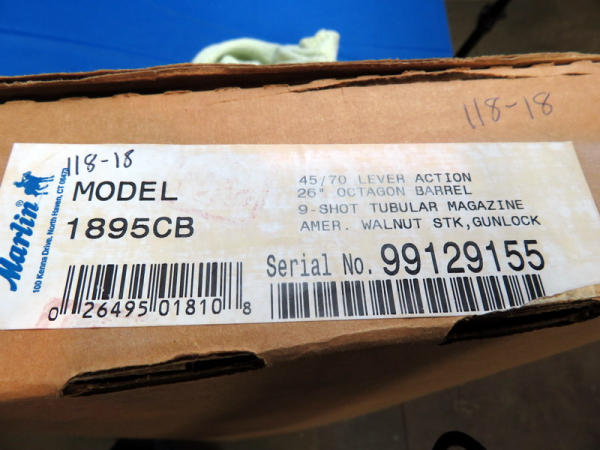 118-18
118-18
Marlin
100 Kenna Drive, North Haven, CT 06473
MODEL
1895CB
45/70 LEVER ACTION
26" OCTAGON BARREL
9-SHOT TUBULAR MAGAZINE
AMER. WALNUT STK,GUNLOCK
Serial No. 99129155
0 26495 01810 8